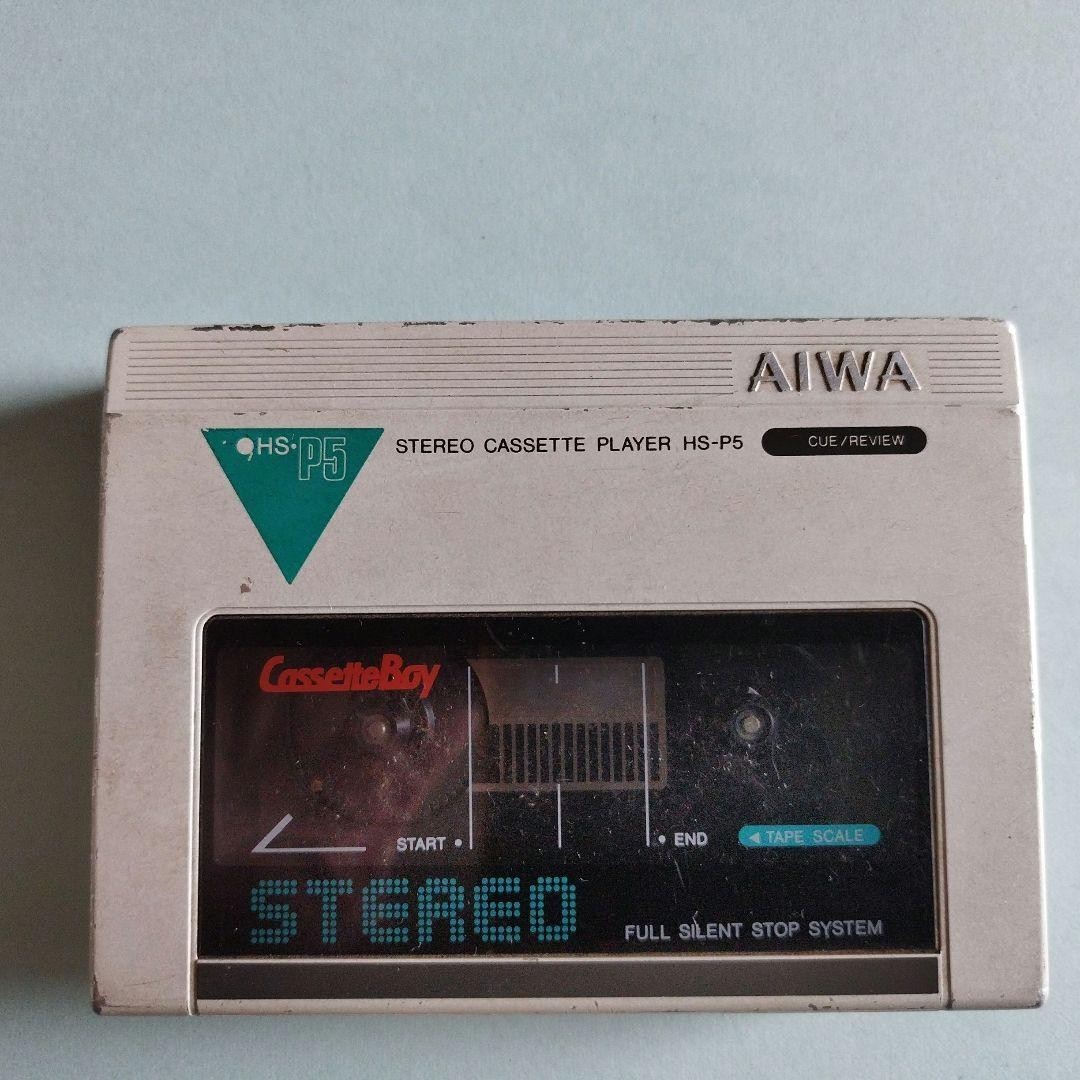 AIWA
HS·P5
STEREO CASSETTE PLAYER HS-P5
CUE/REVIEW
CassetteBoy
START •
• END
◀ TAPE SCALE
STEREO
FULL SILENT STOP SYSTEM